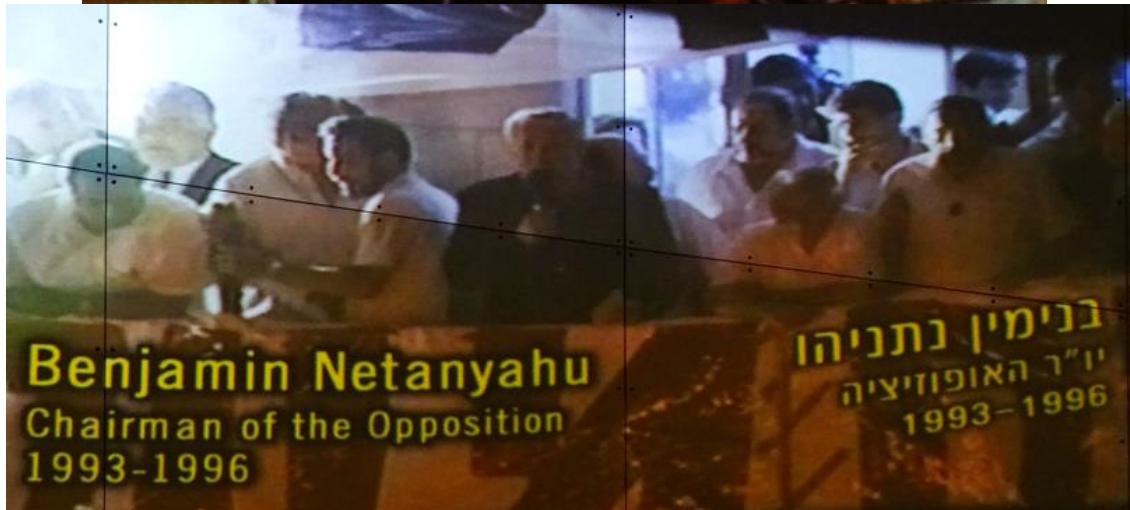 Benjamin Netanyahu
Chairman of the Opposition
1993-1996
בנימין נתניהו
יו"ר האופוזיציה
1993-1996